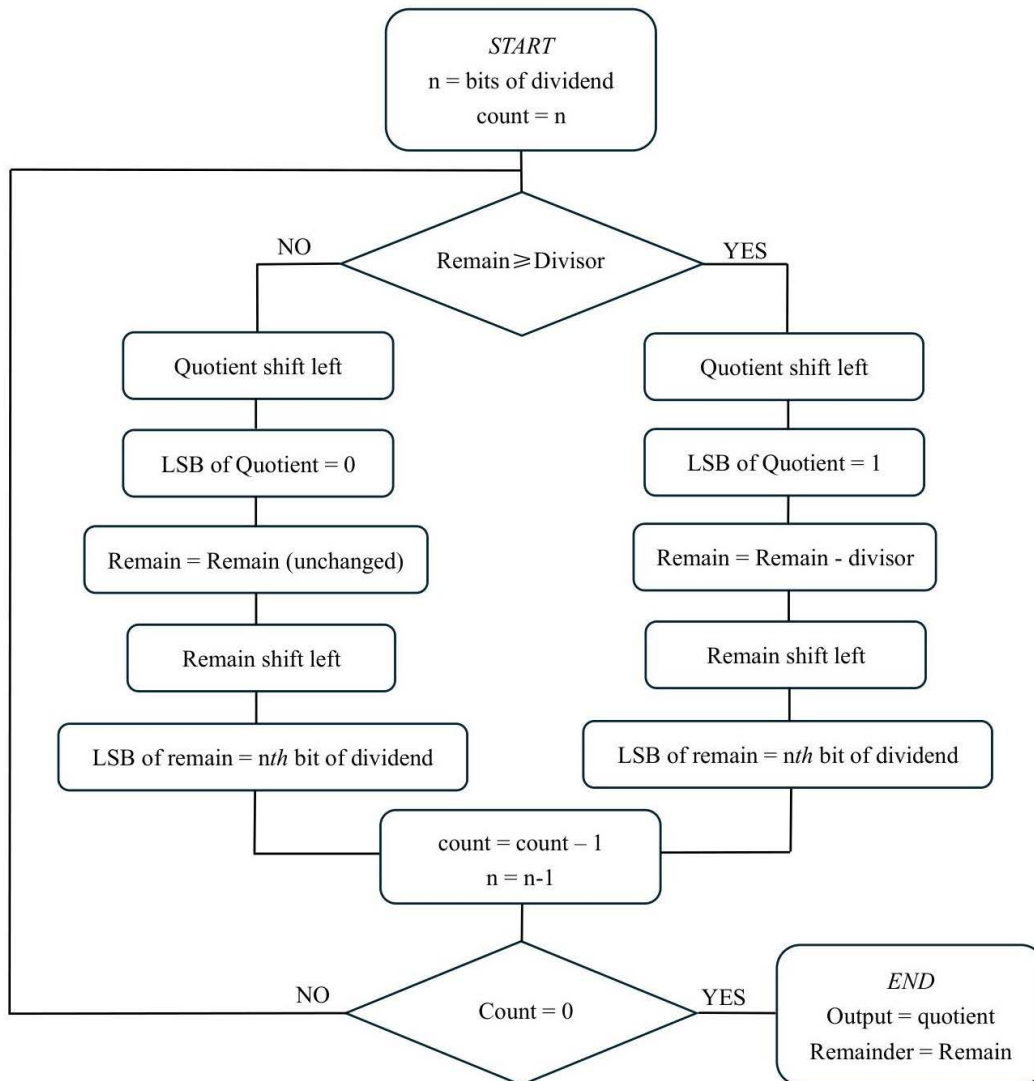 START
n = bits of dividend
count = n
NO
Remain⩾Divisor
YES
Quotient shift left
Quotient shift left
LSB of Quotient = 0
LSB of Quotient = 1
Remain = Remain (unchanged)
Remain = Remain - divisor
Remain shift left
Remain shift left
LSB of remain = nth bit of dividend
LSB of remain = nth bit of dividend
count = count – 1
n = n-1
NO
Count = 0
YES
END
Output = quotient
Remainder = Remain